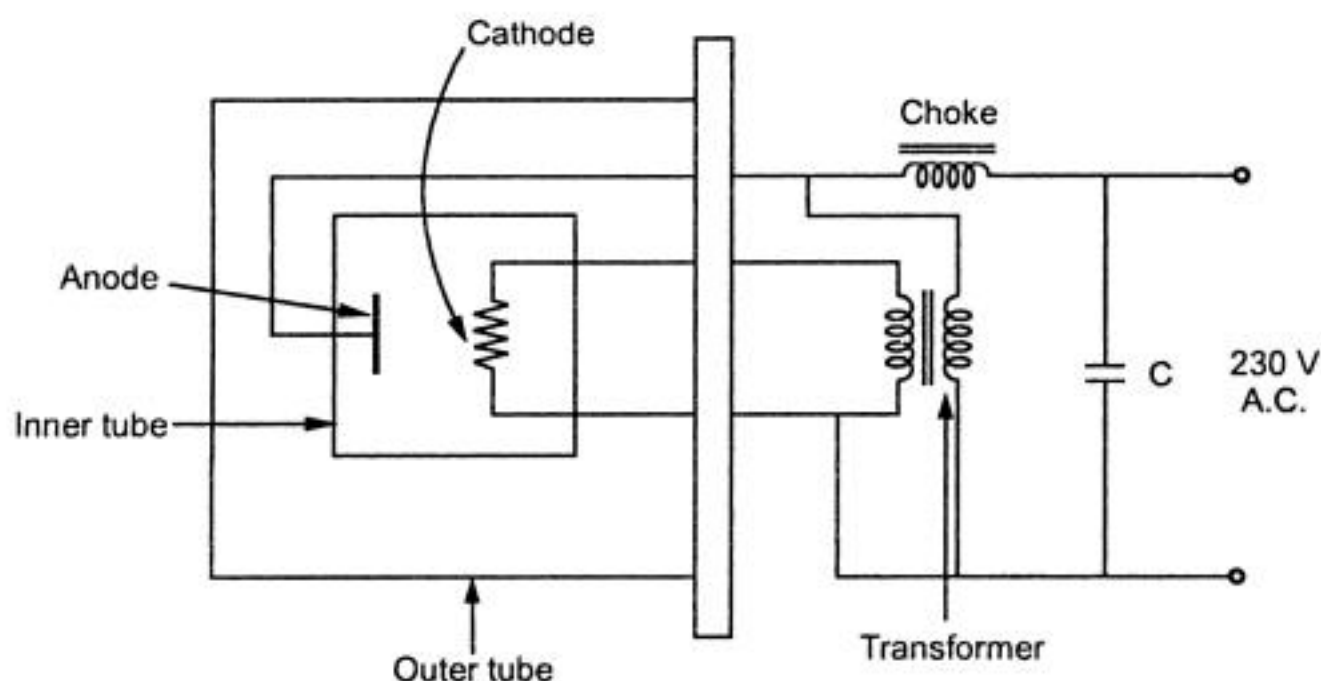 Cathode
Choke
Anode
C
230 V
A.C.
Inner tube
Transformer
Outer tube